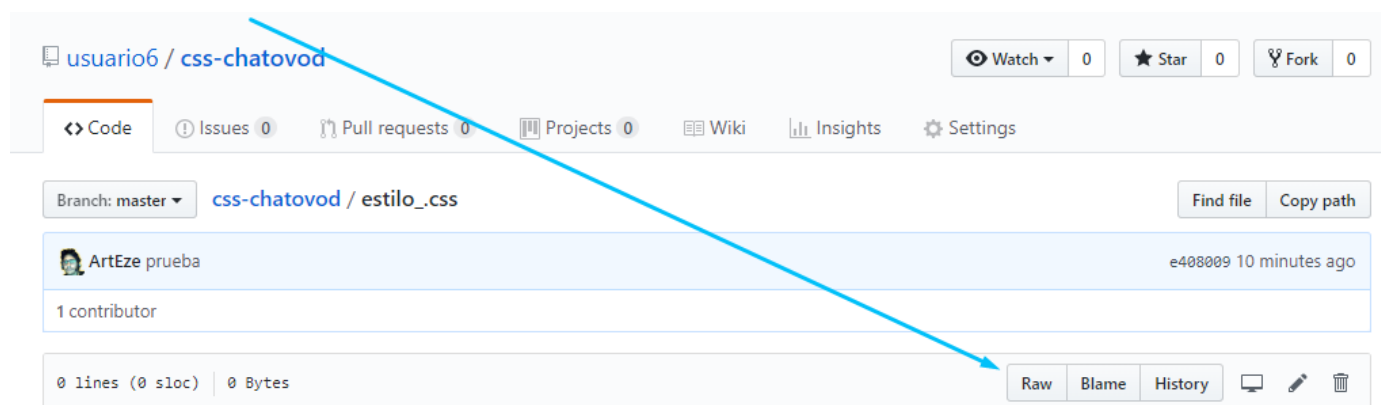 usuario6 / css-chatovod Watch 0 Star 0 Fork 0
Code Issues 0 Pull requests 0 Projects 0 Wiki Insights Settings
Branch: master css-chatovod / estilo_.css Find file Copy path
ArtEze prueba e408009 10 minutes ago
1 contributor
0 lines (0 sloc) 0 Bytes Raw Blame History